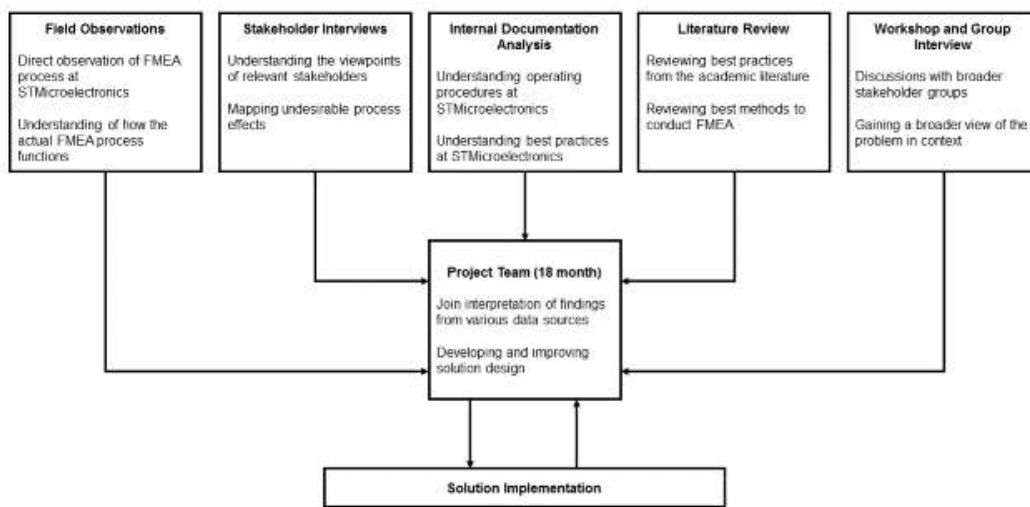 Field Observations
Direct observation of FMEA
process at
STMicroelectronics
Understanding of how the
actual FMEA process
functions
Stakeholder Interviews
Understanding the viewpoints
of relevant stakeholders
Mapping undesirable process
effects
Internal Documentation
Analysis
Understanding operating
procedures at
STMicroelectronics
Understanding best practices
at STMicroelectronics
Literature Review
Reviewing best practices
from the academic literature
Reviewing best methods to
conduct FMEA
Workshop and Group
Interview
Discussions with broader
stakeholder groups
Gaining a broader view of the
problem in context
Project Team (18 month)
Join interpretation of findings
from various data sources
Developing and improving
solution design
Solution Implementation